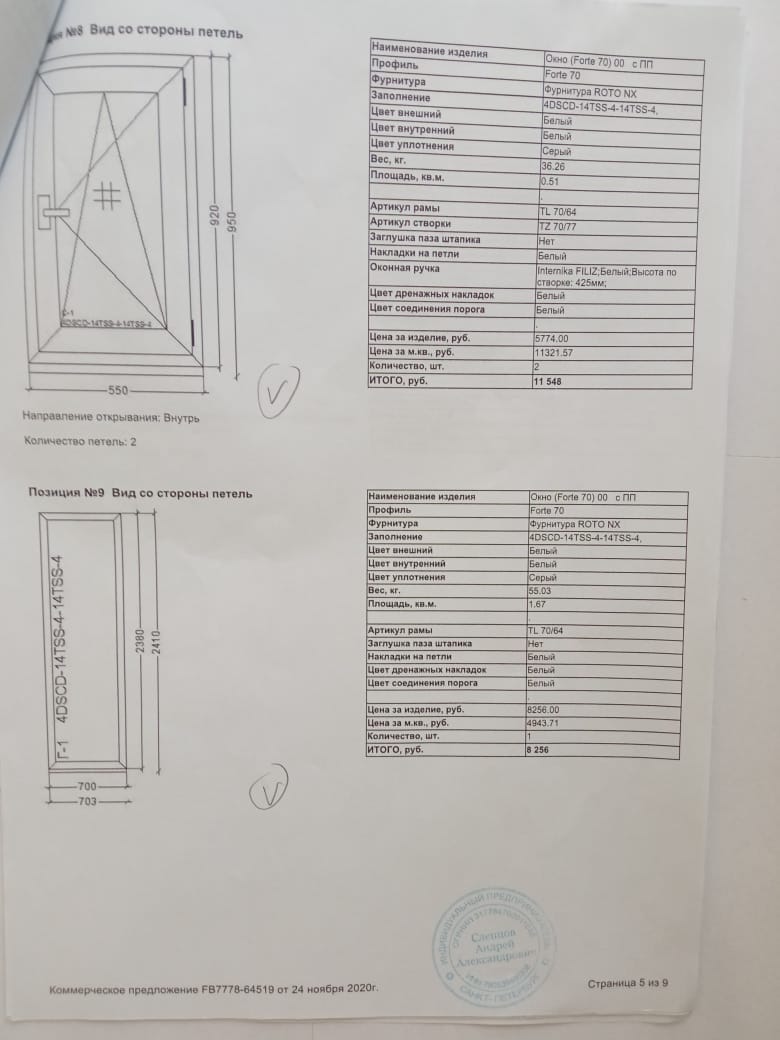 №8 Вид со стороны петель
С-1
4DSCD-14TSS-4-14TSS-4
920
950
550
Направление открывания: Внутрь
Количество петель: 2
Наименование изделия Окно (Forte 70) 00 с ПП
Профиль Forte 70
Фурнитура Фурнитура ROTO NX
Заполнение 4DSCD-14TSS-4-14TSS-4,
Цвет внешний Белый
Цвет внутренний Белый
Цвет уплотнения Серый
Вес, кг. 36.26
Площадь, кв.м. 0.51
.
Артикул рамы TL 70/64
Артикул створки TZ 70/77
Заглушка паза штапика Нет
Накладки на петли Белый
Оконная ручка Internika FILIZ;Белый;Высота по
створке: 425мм;
Цвет дренажных накладок Белый
Цвет соединения порога Белый
.
Цена за изделие, руб. 5774.00
Цена за м.кв., руб. 11321.57
Количество, шт. 2
ИТОГО, руб. 11 548
Позиция №9 Вид со стороны петель
Г-1 4DSCD-14TSS-4-14TSS-4
2380
2410
700
703
Наименование изделия Окно (Forte 70) 00 с ПП
Профиль Forte 70
Фурнитура Фурнитура ROTO NX
Заполнение 4DSCD-14TSS-4-14TSS-4,
Цвет внешний Белый
Цвет внутренний Белый
Цвет уплотнения Серый
Вес, кг. 55.03
Площадь, кв.м. 1.67
.
Артикул рамы TL 70/64
Заглушка паза штапика Нет
Накладки на петли Белый
Цвет дренажных накладок Белый
Цвет соединения порога Белый
.
Цена за изделие, руб. 8256.00
Цена за м.кв., руб. 4943.71
Количество, шт. 1
ИТОГО, руб. 8 256
ИНДИВИДУАЛЬНЫЙ ПРЕДПРИНИМАТЕЛЬ
Слепцов
Андрей
Александрович
САНКТ-ПЕТЕРБУРГ
Коммерческое предложение FB7778-64519 от 24 ноября 2020г.
Страница 5 из 9